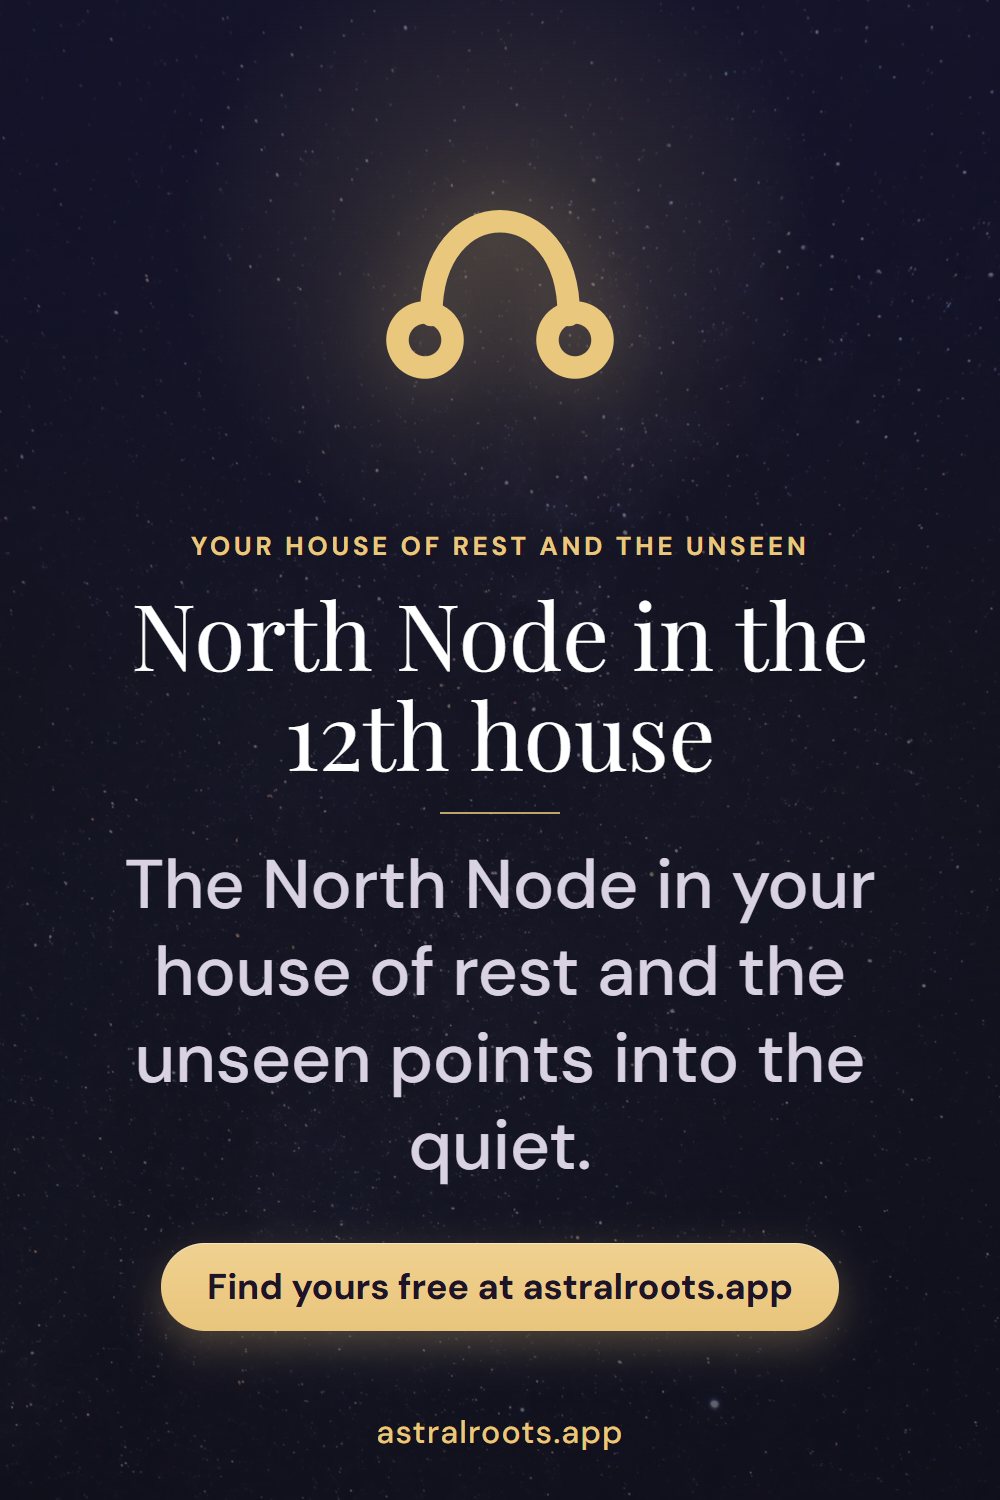 YOUR HOUSE OF REST AND THE UNSEEN
North Node in the
12th house
The North Node in your
house of rest and the
unseen points into the
quiet.
Find yours free at astralroots.app
astralroots.app